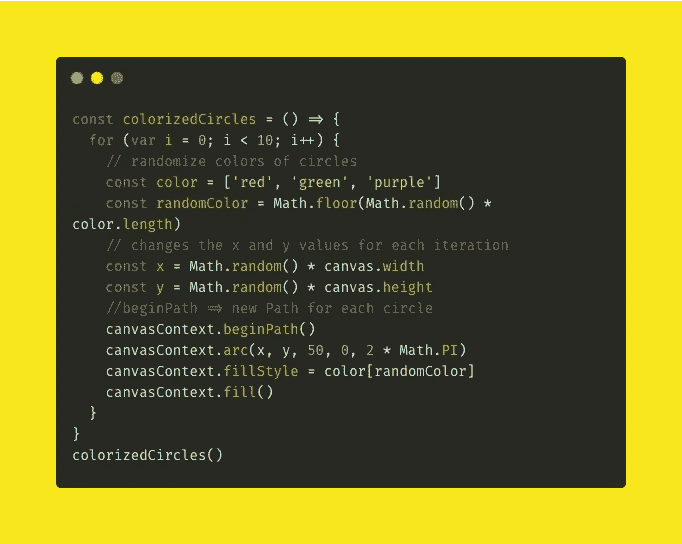 const colorizedCircles = () => {
  for (var i = 0; i < 10; i++) {
    // randomize colors of circles
    const color = ['red', 'green', 'purple']
    const randomColor = Math.floor(Math.random() *
color.length)
    // changes the x and y values for each iteration
    const x = Math.random() * canvas.width
    const y = Math.random() * canvas.height
    //beginPath ==> new Path for each circle
    canvasContext.beginPath()
    canvasContext.arc(x, y, 50, 0, 2 * Math.PI)
    canvasContext.fillStyle = color[randomColor]
    canvasContext.fill()
  }
}
colorizedCircles()